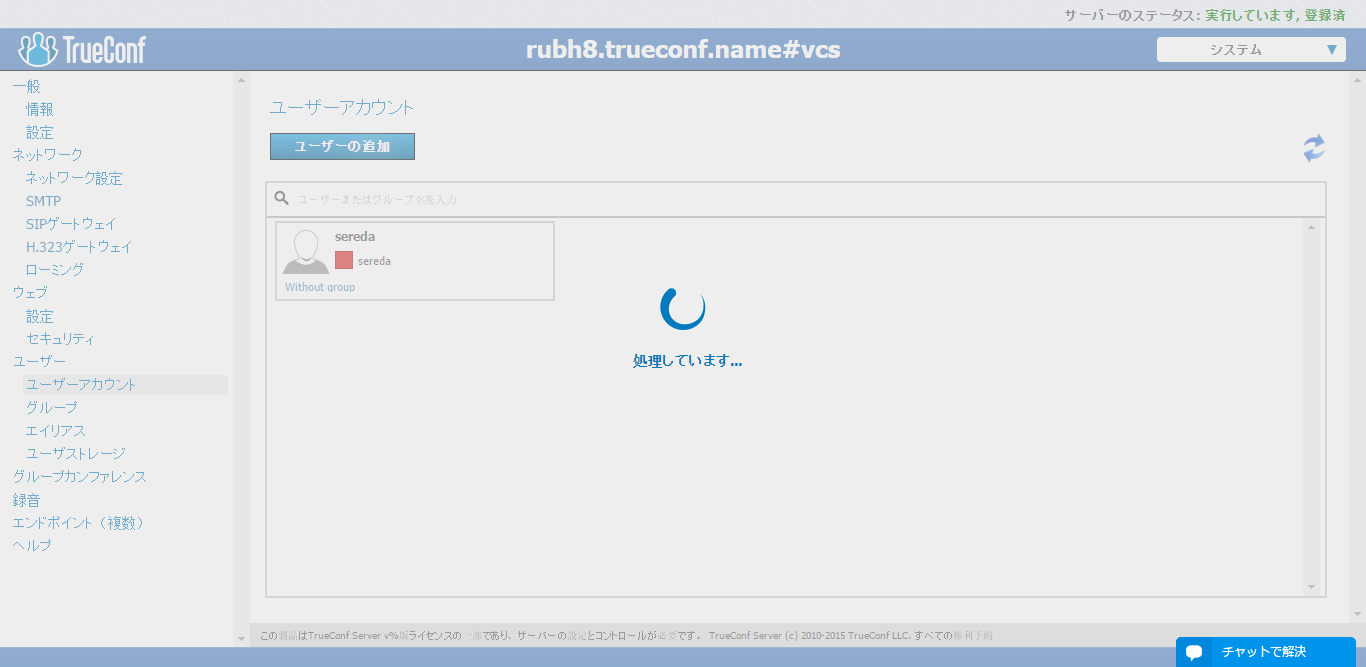 サーバーのステータス: 実行しています, 登録済
TrueConf
rubh8.trueconf.name#vcs
システム ▼
一般
情報
設定
ネットワーク
ネットワーク設定
SMTP
SIPゲートウェイ
H.323ゲートウェイ
ローミング
ウェブ
設定
セキュリティ
ユーザー
ユーザーアカウント
グループ
エイリアス
ユーザストレージ
グループカンファレンス
録音
エンドポイント（複数）
ヘルプ
ユーザーアカウント
ユーザーの追加
ユーザーまたはグループ名を入力
sereda
sereda
Without group
処理しています...
この製品はTrueConf Server v%版ライセンスの一部であり、サーバーの設定とコントロールが必要です。 TrueConf Server (c) 2010-2015 TrueConf LLC. すべての権利予約
チャットで解決